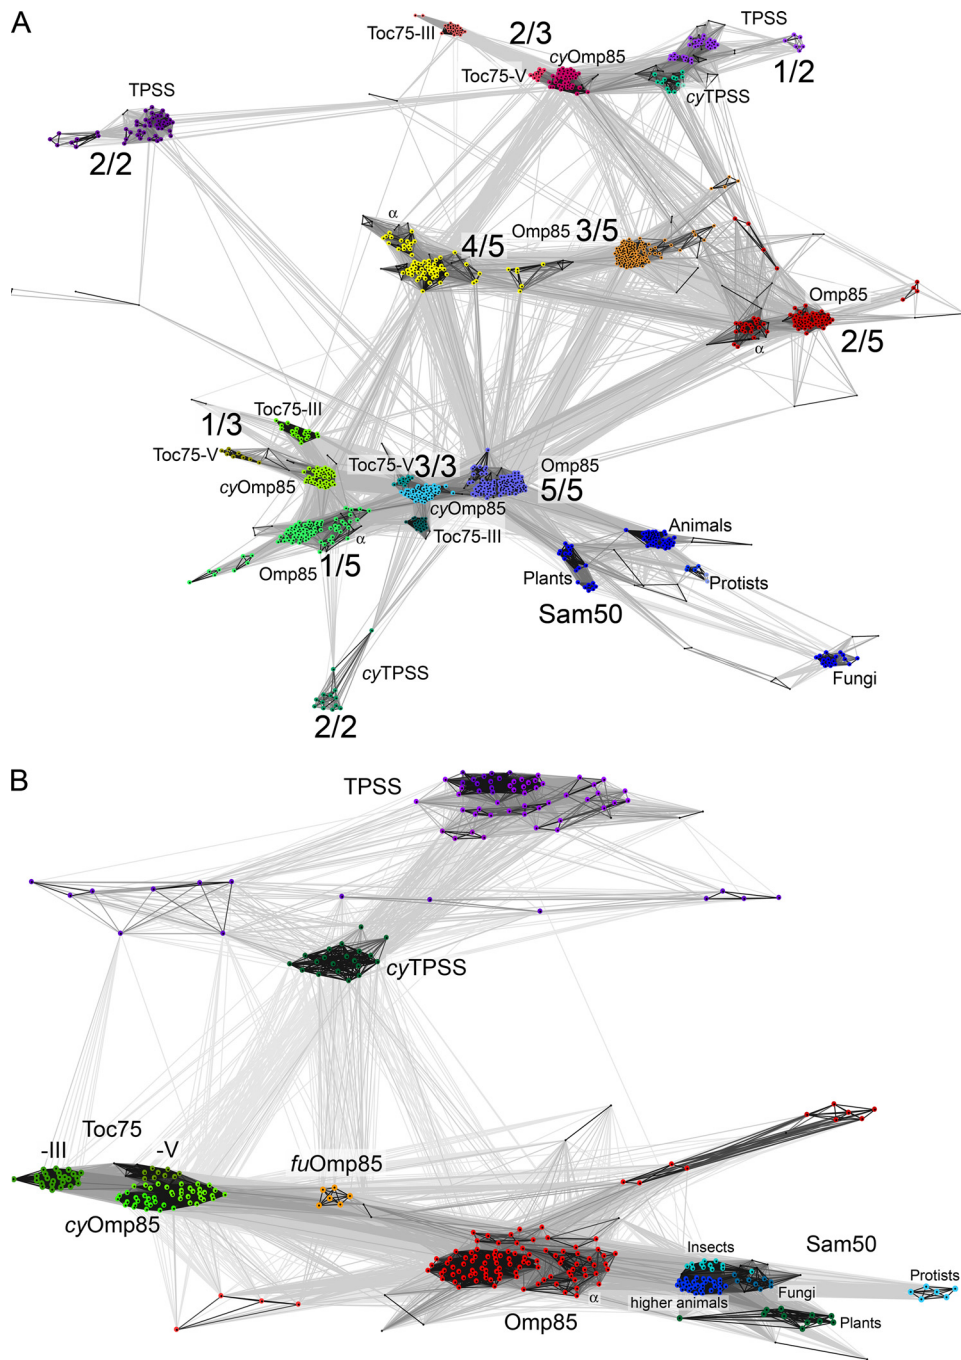 A
Toc75-III
2/3
TPSS
cyOmp85
Toc75-V
1/2
cyTPSS
TPSS
2/2
α
Omp85
3/5
4/5
Omp85
2/5
α
Toc75-III
1/3
Toc75-V
cyOmp85
Toc75-V
3/3
Omp85
5/5
cyOmp85
Toc75-III
α
1/5
Omp85
Animals
Plants
Protists
Sam50
cyTPSS
Fungi
2/2
B
TPSS
cyTPSS
Toc75
-III
-V
fuOmp85
cyOmp85
Insects
Sam50
Protists
higher animals
Fungi
α
Omp85
Plants